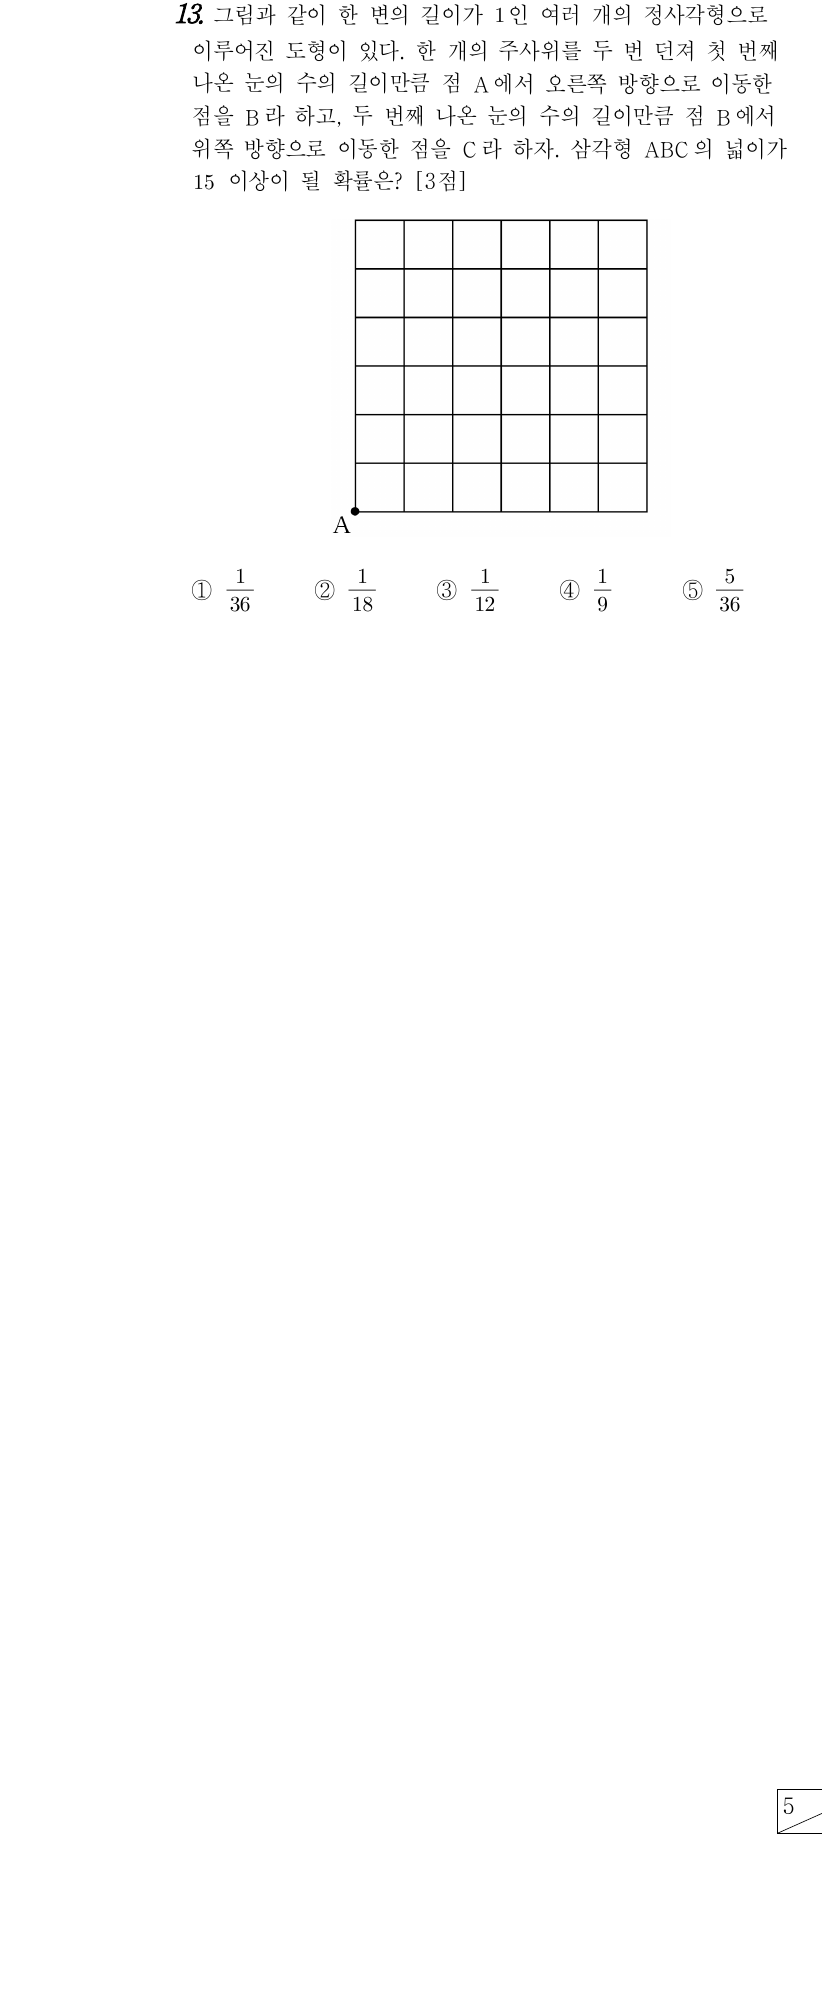 13. 그림과 같이 한 변의 길이가 1인 여러 개의 정사각형으로
이루어진 도형이 있다. 한 개의 주사위를 두 번 던져 첫 번째
나온 눈의 수의 길이만큼 점 A에서 오른쪽 방향으로 이동한
점을 B라 하고, 두 번째 나온 눈의 수의 길이만큼 점 B에서
위쪽 방향으로 이동한 점을 C라 하자. 삼각형 ABC의 넓이가
15 이상이 될 확률은? [3점]
A
① 1/36 ② 1/18 ③ 1/12 ④ 1/9 ⑤ 5/36
5